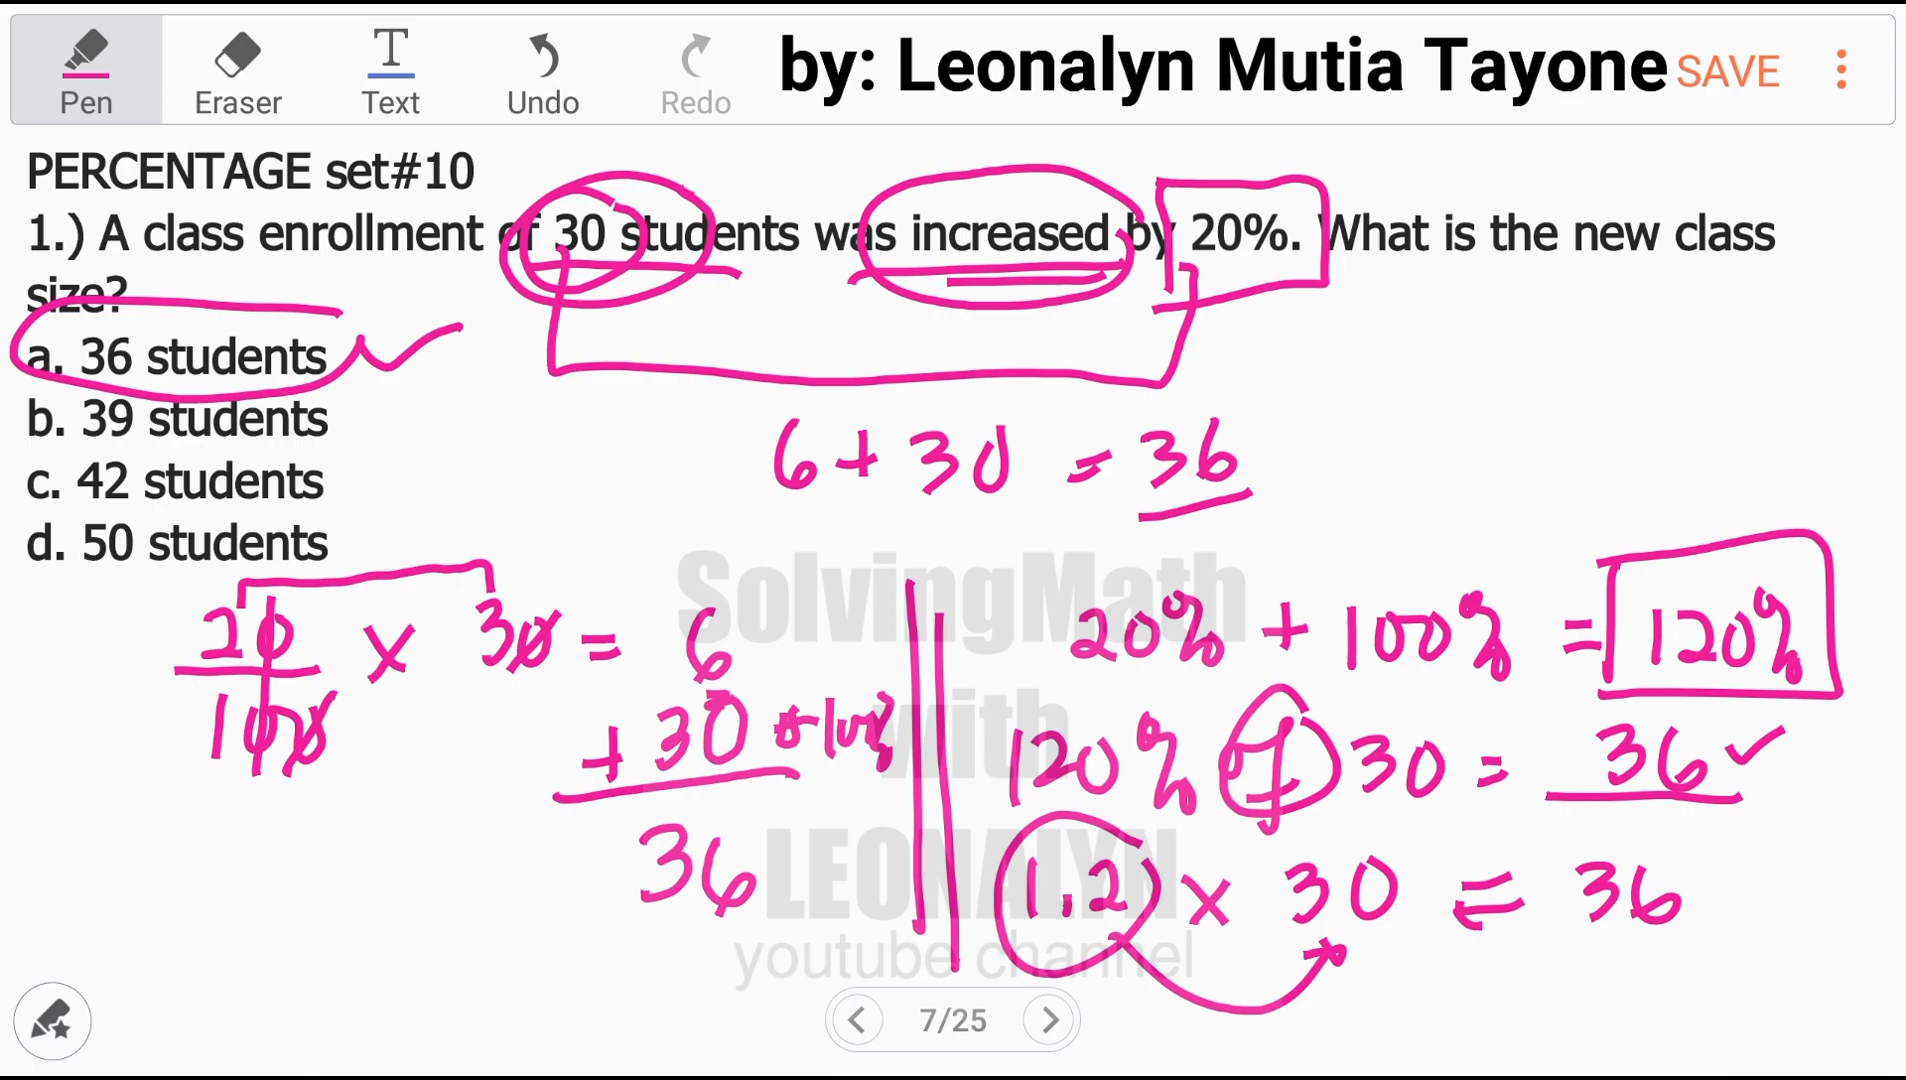 Pen Eraser Text Undo Redo by: Leonalyn Mutia Tayone SAVE
PERCENTAGE set#10
1.) A class enrollment of 30 students was increased by 20%. What is the new class
size?
a. 36 students
b. 39 students
c. 42 students
d. 50 students
6 + 30 = 36
20/100 x 30 = 6
+ 30
36
20% + 100% = 120%
120% of 30 = 36
1.2 x 30 = 36
SolvingMath
with
LEONALYN
youtube channel
7/25